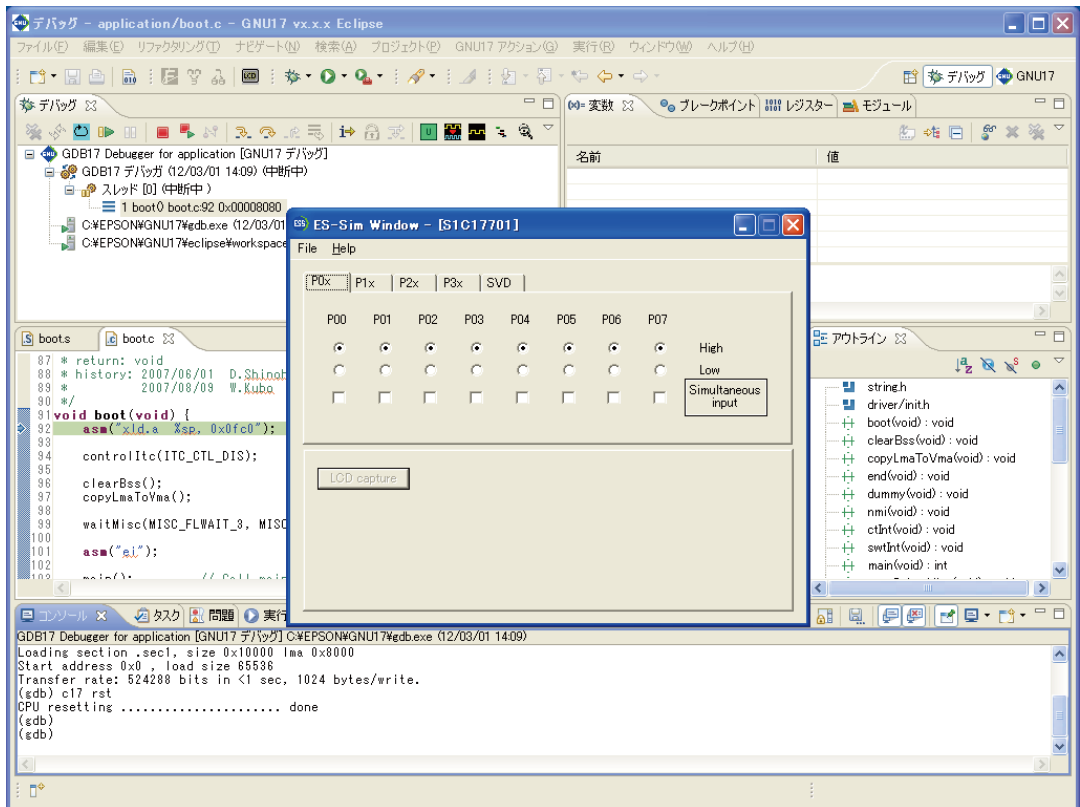 デバッグ - application/boot.c - GNU17 vx.x.x Eclipse
ファイル(F) 編集(E) リファクタリング(T) ナビゲート(N) 検索(A) プロジェクト(P) GNU17 アクション(G) 実行(R) ウィンドウ(W) ヘルプ(H)
デバッグ GNU17
デバッグ
GDB17 Debugger for application [GNU17 デバッグ]
GDB17 デバッガ (12/03/01 14:09) (中断中)
スレッド [0] (中断中)
1 boot() boot.c:92 0x00008080
C:¥EPSON¥GNU17¥gdb.exe (12/03/01
C:¥EPSON¥GNU17¥eclipse¥workspace
(x)= 変数 ブレークポイント レジスター モジュール
名前 値
ES-Sim Window - [S1C17701]
File Help
P0x P1x P2x P3x SVD
P00 P01 P02 P03 P04 P05 P06 P07
High
Low
Simultaneous
input
LCD capture
boot.s boot.c
87 * return: void
88 * history: 2007/06/01 D.Shinoh
89 * 2007/08/09 W.Kubo
90 */
91 void boot(void) {
92 asm("xld.a %sp, 0x0fc0");
93
94 controlItc(ITC_CTL_DIS);
95
96 clearBss();
97 copyLmaToVma();
98
99 waitMisc(MISC_FLWAIT_3, MISC
100
101 asm("ei");
102
103 main(); // Call main
アウトライン
string.h
driver/init.h
boot(void) : void
clearBss(void) : void
copyLmaToVma(void) : void
end(void) : void
dummy(void) : void
nmi(void) : void
ctInt(void) : void
swtInt(void) : void
main(void) : int
コンソール タスク 問題 実行
GDB17 Debugger for application [GNU17 デバッグ] C:¥EPSON¥GNU17¥gdb.exe (12/03/01 14:09)
Loading section .sec1, size 0x10000 lma 0x8000
Start address 0x0 , load size 65536
Transfer rate: 524288 bits in <1 sec, 1024 bytes/write.
(gdb) c17 rst
CPU resetting ...................... done
(gdb)
(gdb)